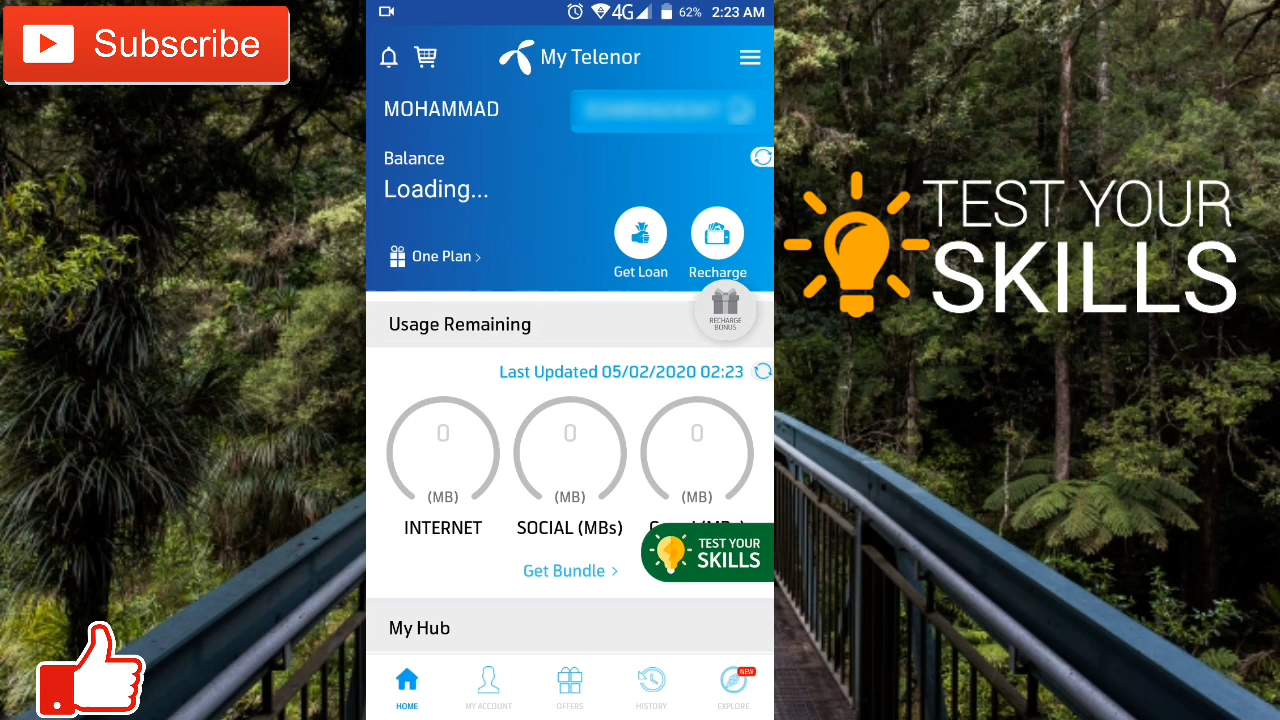 Subscribe
4G 62% 2:23 AM
My Telenor
MOHAMMAD
Balance
Loading...
One Plan >
Get Loan
Recharge
RECHARGE
BONUS
Usage Remaining
Last Updated 05/02/2020 02:23
0
(MB)
INTERNET
0
(MB)
SOCIAL (MBs)
0
(MB)
TEST YOUR
SKILLS
Get Bundle >
My Hub
HOME
MY ACCOUNT
OFFERS
HISTORY
NEW
EXPLORE
TEST YOUR
SKILLS